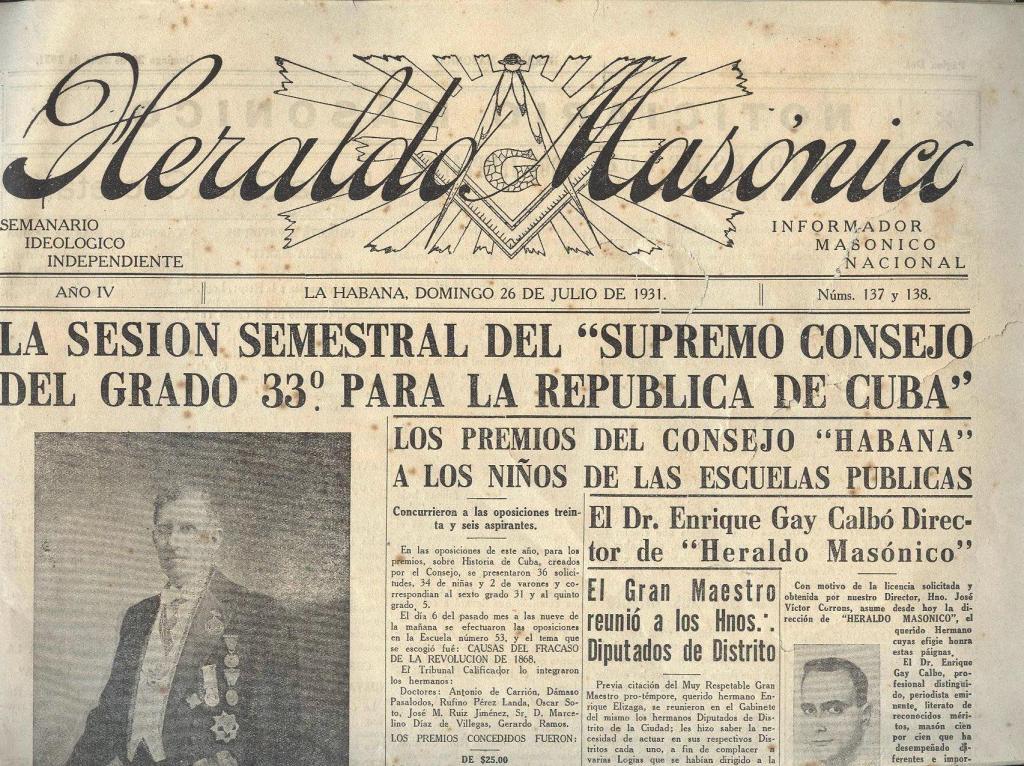 Heraldo Masónico
G
SEMANARIO
IDEOLOGICO
INDEPENDIENTE
INFORMADOR
MASONICO
NACIONAL
AÑO IV
LA HABANA, DOMINGO 26 DE JULIO DE 1931.
Núms. 137 y 138.
LA SESION SEMESTRAL DEL “SUPREMO CONSEJO
DEL GRADO 33º. PARA LA REPUBLICA DE CUBA”
LOS PREMIOS DEL CONSEJO “HABANA”
A LOS NIÑOS DE LAS ESCUELAS PUBLICAS
Concurrieron a las oposiciones trein-
ta y seis aspirantes.
En las oposiciones de este año, para los
premios, sobre Historia de Cuba, creados
por el Consejo, se presentaron 36 solici-
tudes, 34 de niñas y 2 de varones y co-
rrespondian al sexto grado 31 y al quinto
grado, 5.
El día 6 del pasado mes a las nueve de
la mañana se efectuaron las oposiciones
en la Escuela número 53, y el tema que
se escogió fué: CAUSAS DEL FRACASO
DE LA REVOLUCION DE 1868.
El Tribunal Calificador lo integraron
los hermanos:
Doctores: Antonio de Carrión, Dámaso
Pasalodos, Rufino Pérez Landa, Oscar So-
to, José M. Ruiz Jiménez, Sr. D. Marce-
lino Díaz de Villegas, Gerardo Ramos.
LOS PREMIOS CONCEDIDOS FUERON:
DE $25.00
El Dr. Enrique Gay Calbó Direc-
tor de “Heraldo Masónico”
El Gran Maestro
reunió a los Hnos.·.
Diputados de Distrito
Previa citación del Muy Respetable Gran
Maestro pro-témpore, querido hermano En-
rique Elizaga, se reunieron en el Gabinete
del mismo los hermanos Diputados de Dis-
trito de la Ciudad; les hizo saber la ne-
cesidad de actuar en sus respectivos Dis-
tritos cada uno, a fin de complacer a
varias Logias que se habían dirigido a la
Con motivo de la licencia solicitada y
obtenida por nuestro Director, Hno. José
Víctor Corrons, asume desde hoy la di-
rección de “HERALDO MASONICO”, el
querido Hermano
cuya efigie honra
estas páignas.
El Dr. Enrique
Gay Calbo, pro-
fesional distingui-
do, periodista emi-
nente, literato de
reconocidos méri-
tos, masón cien
por cien que ha
desempeñado di-
ferentes e impor-